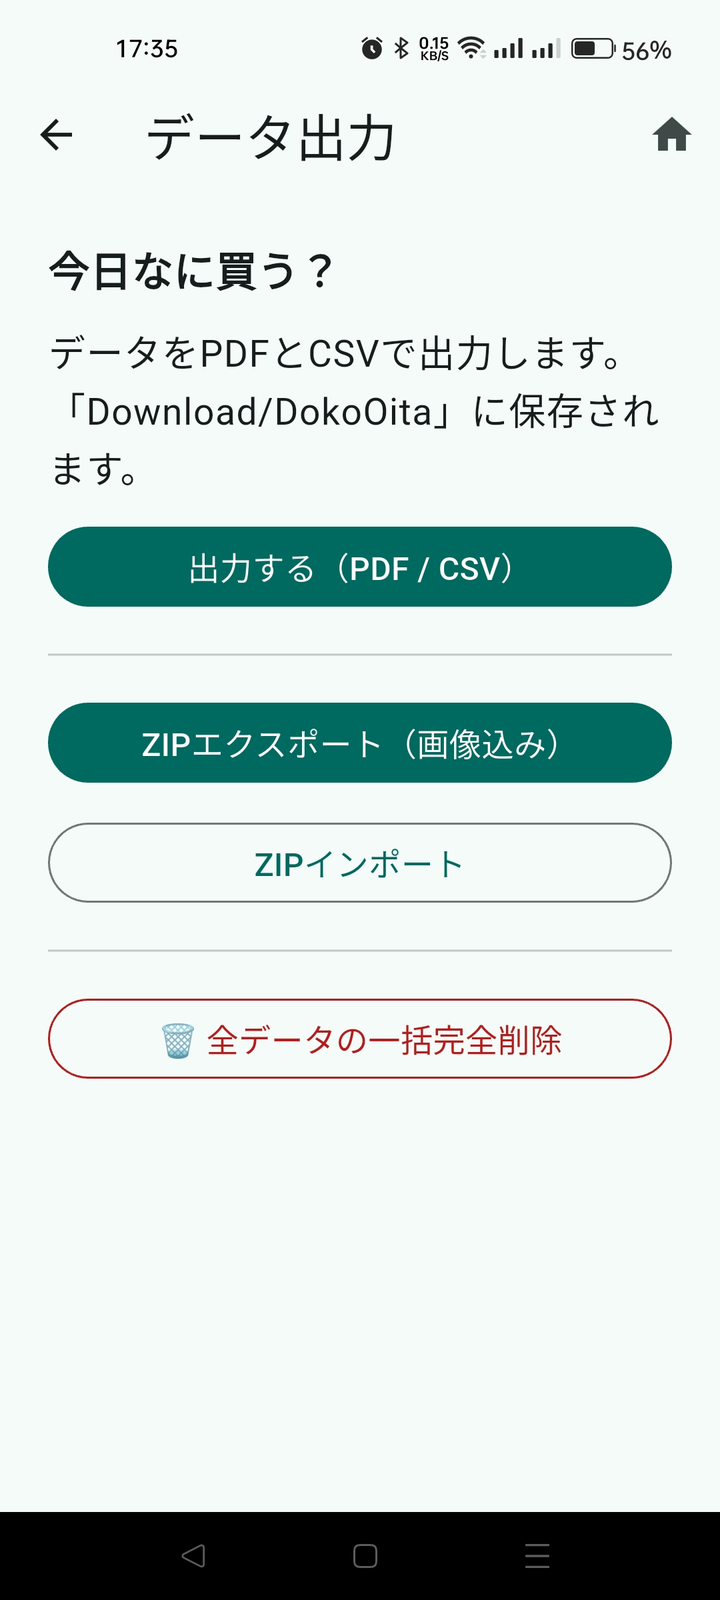 17:35
0.15
KB/S
56%
データ出力
今日なに買う？
データをPDFとCSVで出力します。
「Download/DokoOita」に保存され
ます。
出力する（PDF / CSV）
ZIPエクスポート（画像込み）
ZIPインポート
全データの一括完全削除